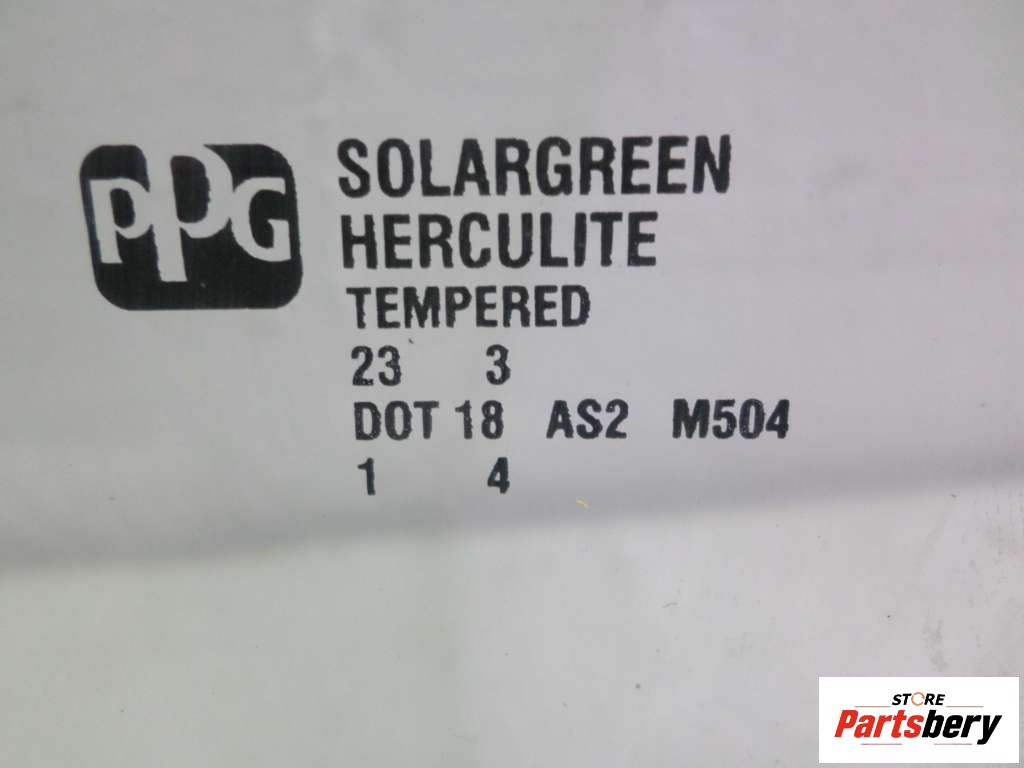 PPG
SOLARGREEN
HERCULITE
TEMPERED
23 3
DOT 18 AS2 M504
1 4
STORE
Partsbery